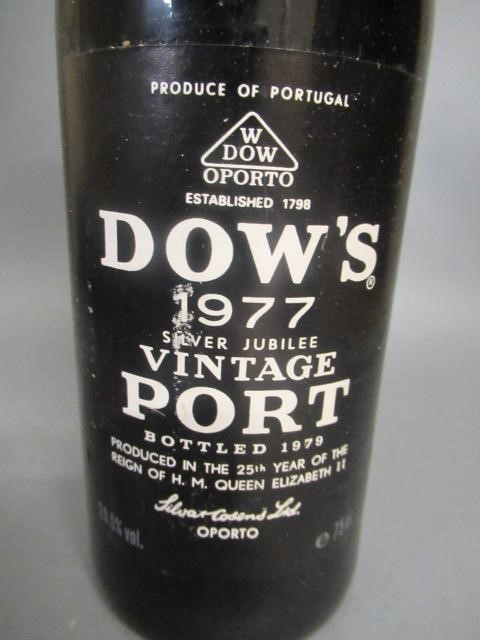 PRODUCE OF PORTUGAL
W
DOW
OPORTO
ESTABLISHED 1798
DOW'S®
1977
SILVER JUBILEE
VINTAGE
PORT
BOTTLED 1979
PRODUCED IN THE 25th YEAR OF THE
REIGN OF H. M. QUEEN ELIZABETH II
Silva & Cosens Ltd.
OPORTO
% vol. e